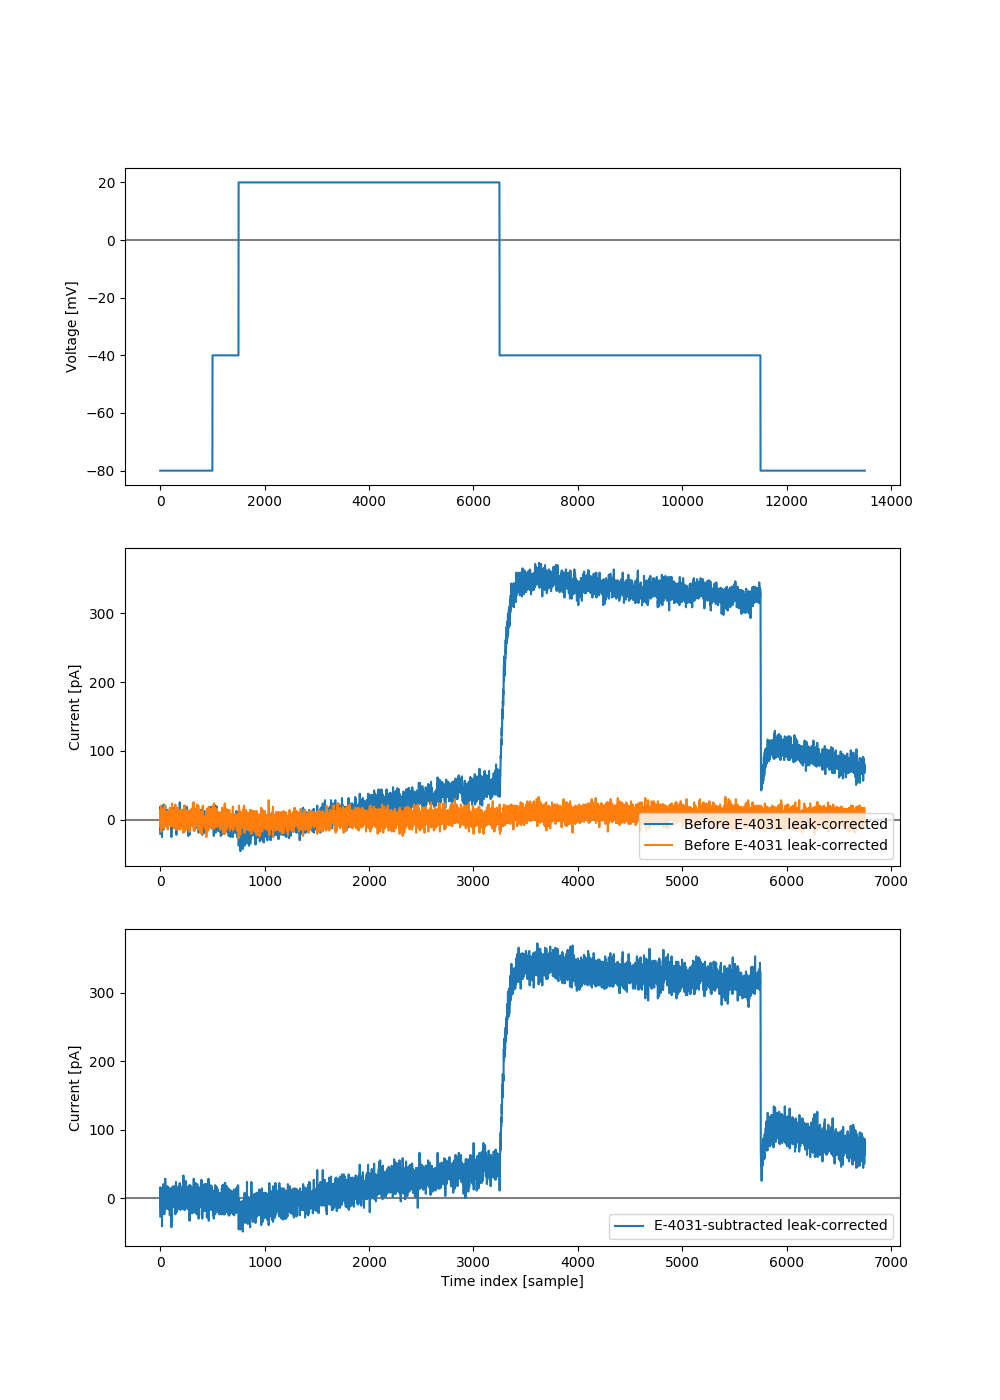 Voltage [mV]
20
0
−20
−40
−60
−80
0 2000 4000 6000 8000 10000 12000 14000
Current [pA]
300
200
100
0
Before E-4031 leak-corrected
Before E-4031 leak-corrected
0 1000 2000 3000 4000 5000 6000 7000
Current [pA]
300
200
100
0
E-4031-subtracted leak-corrected
0 1000 2000 3000 4000 5000 6000 7000
Time index [sample]